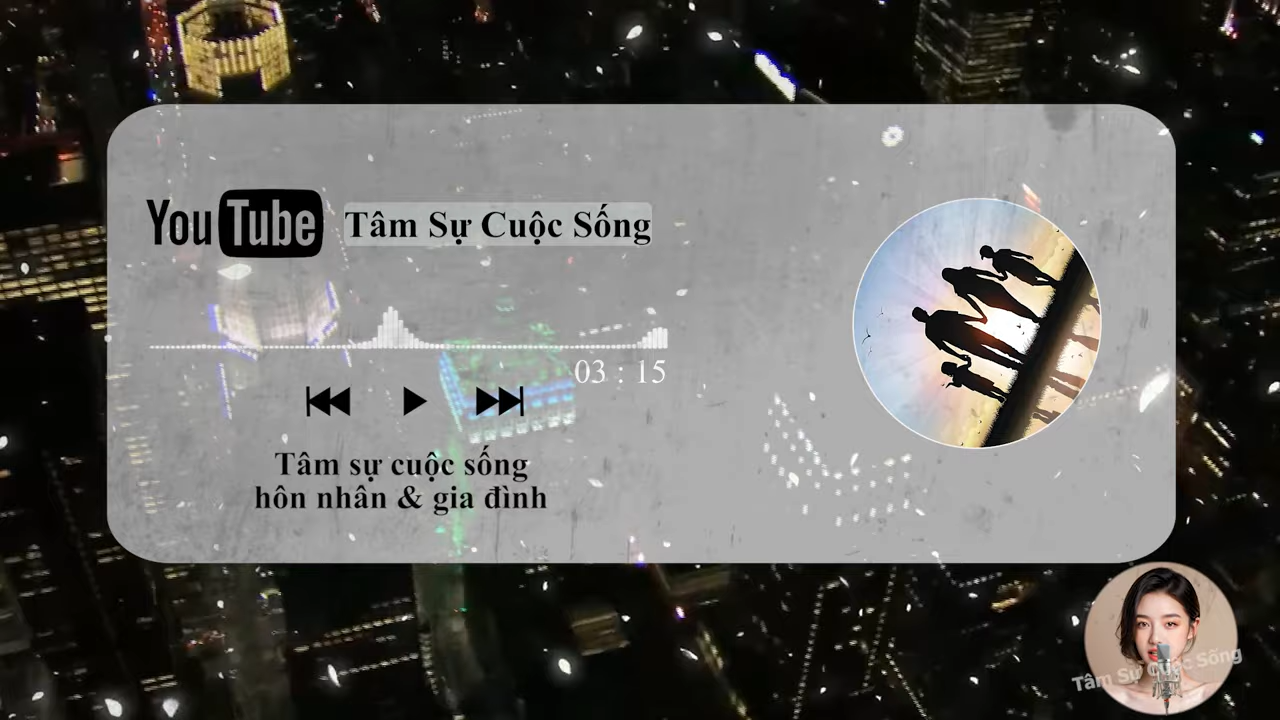 YouTube
Tâm Sự Cuộc Sống
03 : 15
Tâm sự cuộc sống
hôn nhân & gia đình
Tâm Sự Cuộc Sống